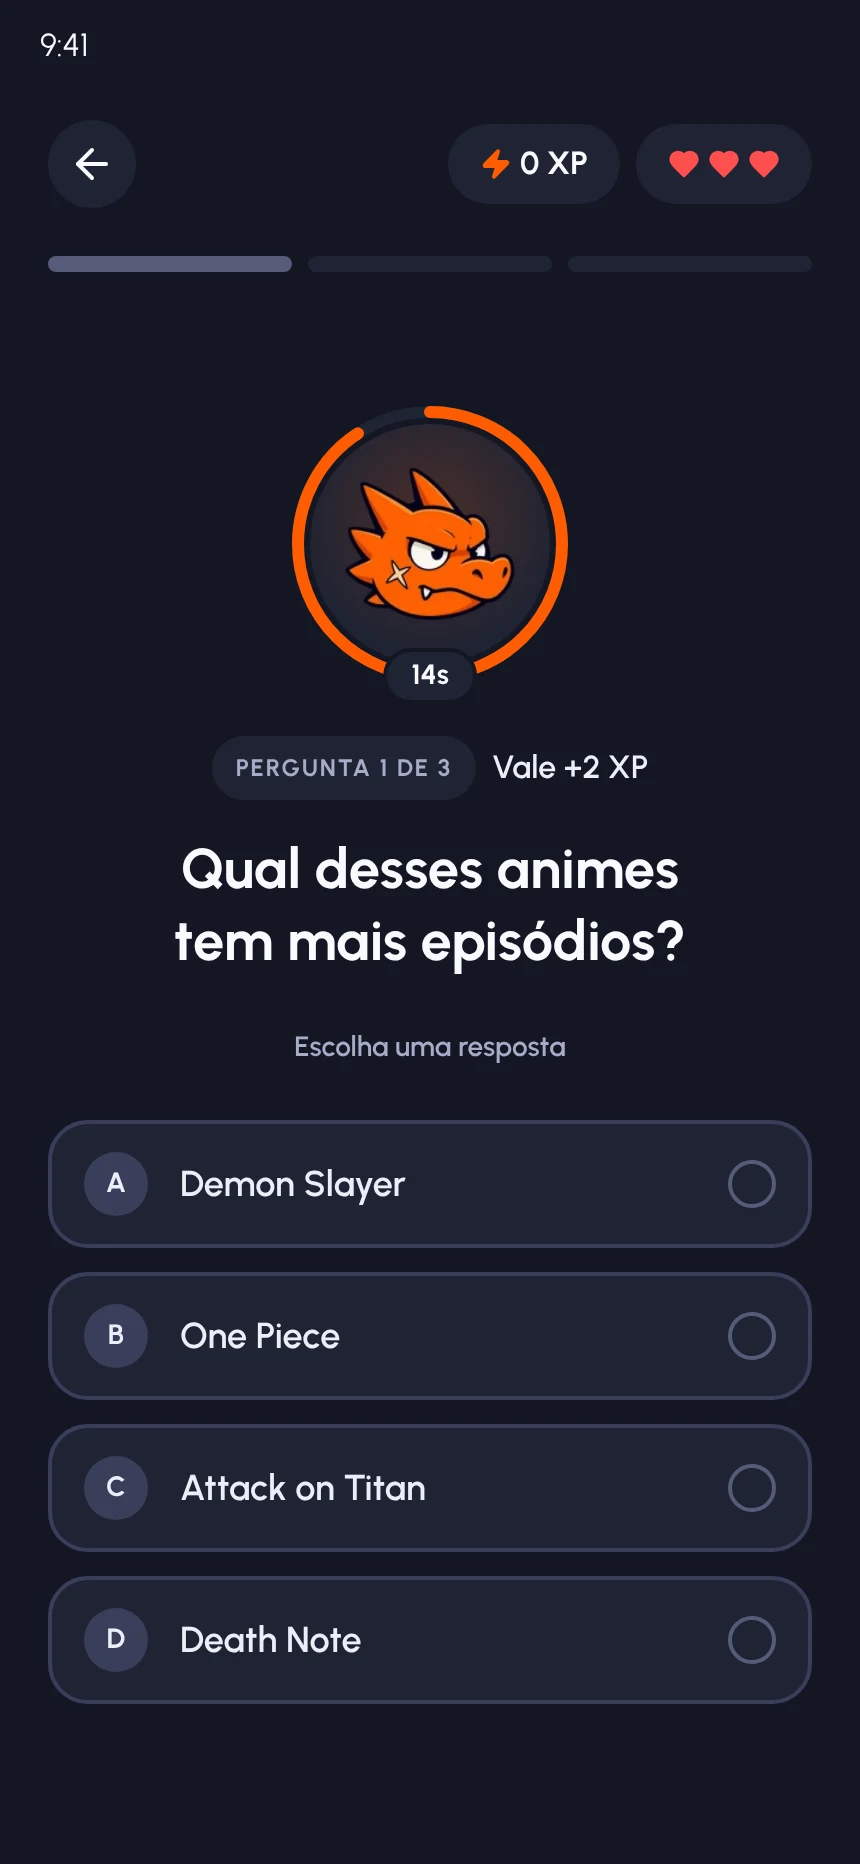 9:41
0 XP
14s
PERGUNTA 1 DE 3 Vale +2 XP
Qual desses animes
tem mais episódios?
Escolha uma resposta
A Demon Slayer
B One Piece
C Attack on Titan
D Death Note